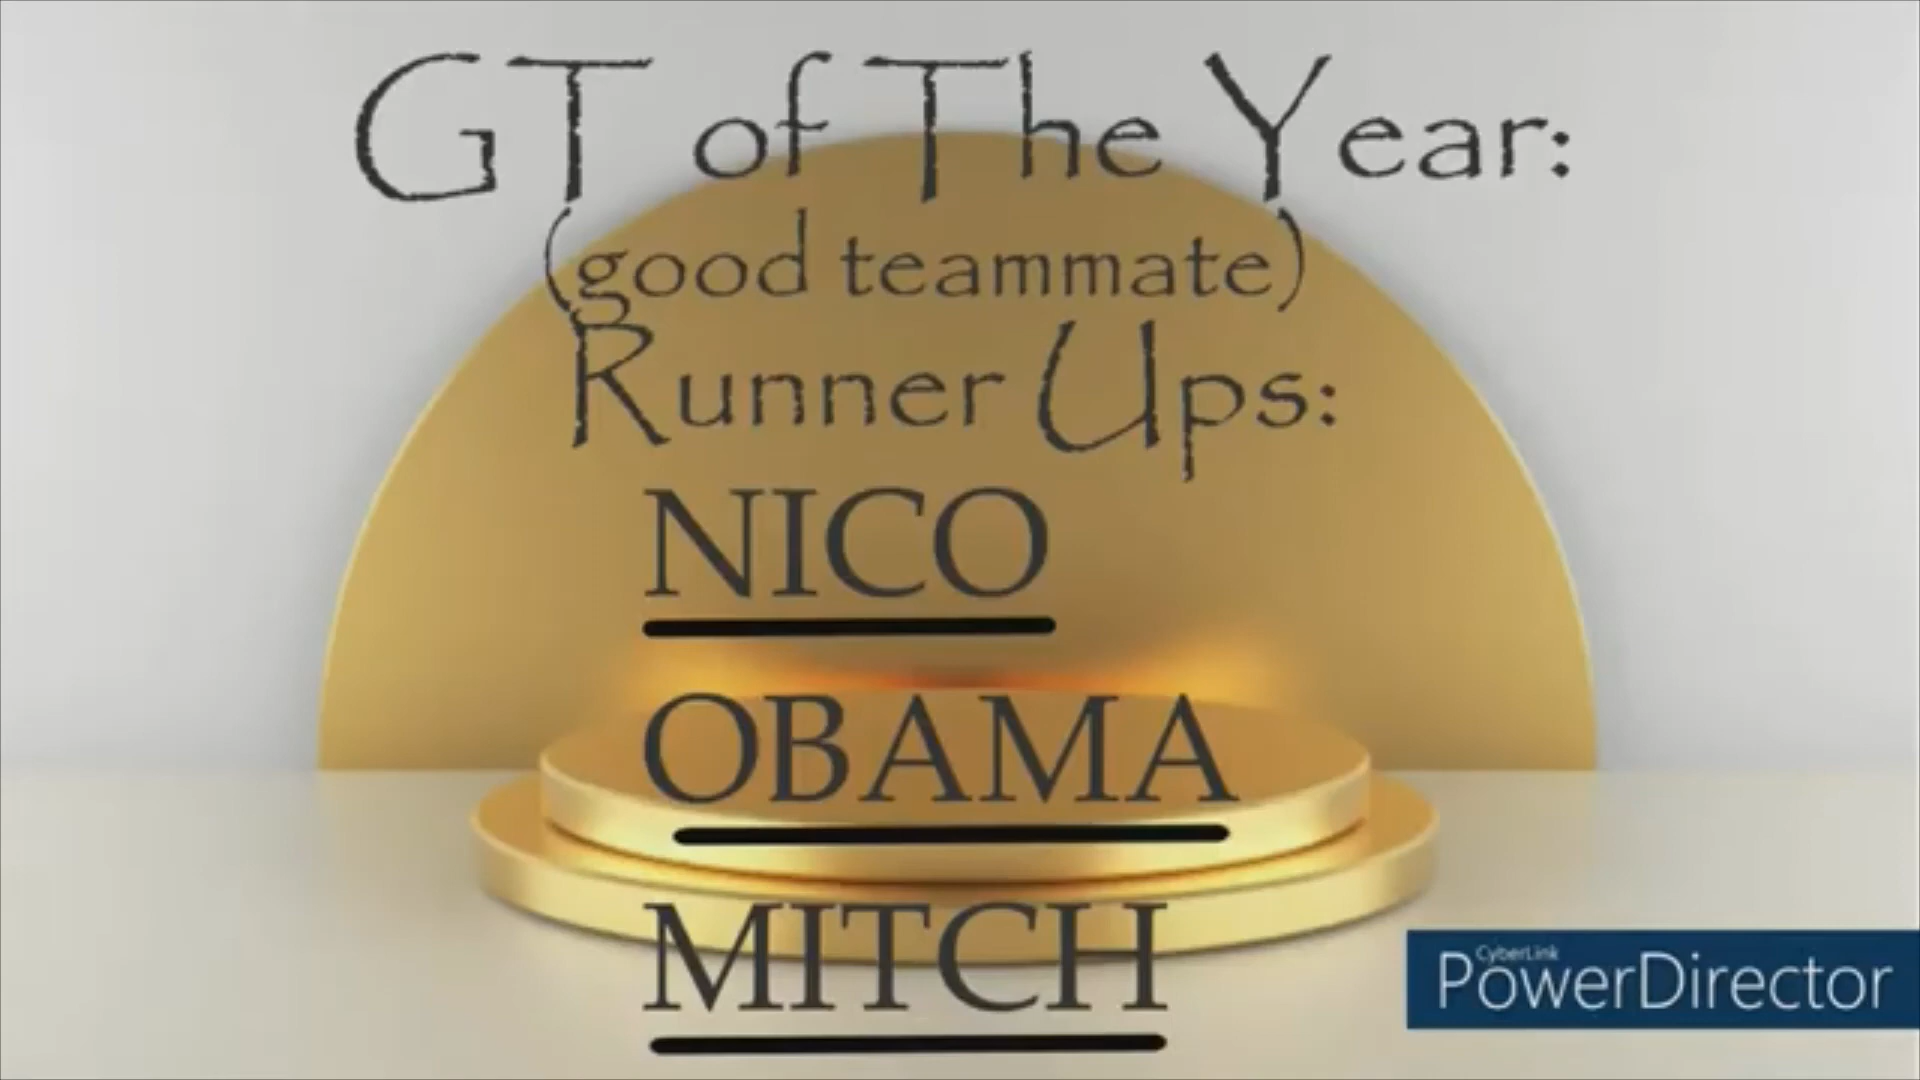 GT of The Year:
(good teammate)
Runner Ups:
NICO
OBAMA
MITCH
CyberLink
PowerDirector